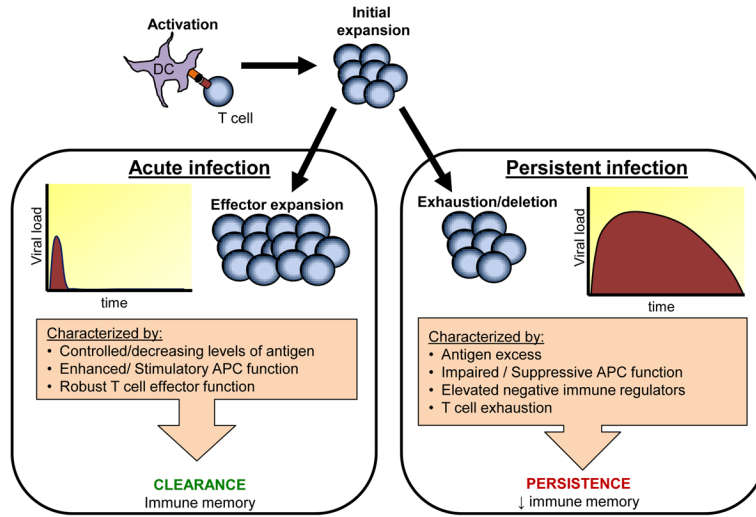 Activation
Initial
expansion
DC
T cell
Acute infection
Viral load
time
Effector expansion
Characterized by:
• Controlled/decreasing levels of antigen
• Enhanced/ Stimulatory APC function
• Robust T cell effector function
CLEARANCE
Immune memory
Persistent infection
Exhaustion/deletion
Viral load
time
Characterized by:
• Antigen excess
• Impaired / Suppressive APC function
• Elevated negative immune regulators
• T cell exhaustion
PERSISTENCE
↓ immune memory